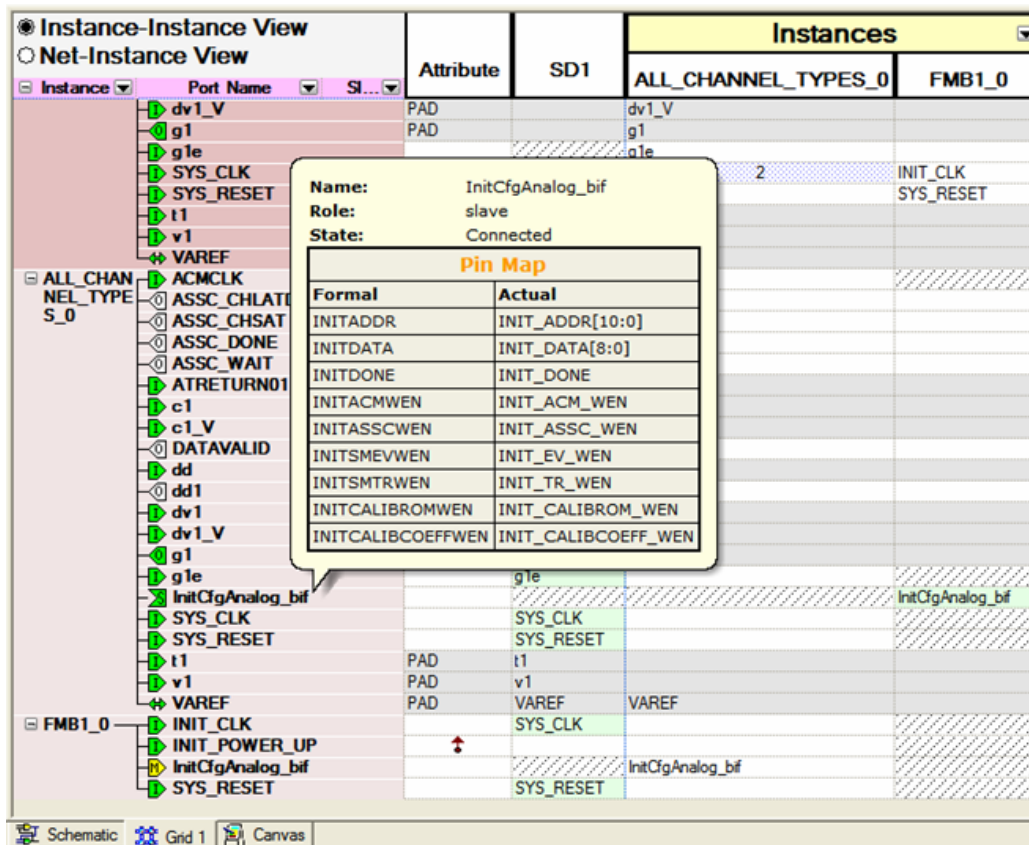 Instance-Instance View
Net-Instance View
Attribute
SD1
Instances
ALL_CHANNEL_TYPES_0 FMB1_0
Instance Port Name Sl...
dv1_V PAD dv1_V
g1 PAD g1
g1e g1e
SYS_CLK 2 INIT_CLK
SYS_RESET SYS_RESET
t1
v1
VAREF
Name: InitCfgAnalog_bif
Role: slave
State: Connected
Pin Map
Formal Actual
INITADDR INIT_ADDR[10:0]
INITDATA INIT_DATA[8:0]
INITDONE INIT_DONE
INITACMWEN INIT_ACM_WEN
INITASSCWEN INIT_ASSC_WEN
INITSMEVWEN INIT_EV_WEN
INITSMTRWEN INIT_TR_WEN
INITCALIBROMWEN INIT_CALIBROM_WEN
INITCALIBCOEFFWEN INIT_CALIBCOEFF_WEN
ALL_CHAN
NEL_TYPE
S_0
ACMCLK
ASSC_CHLATD
ASSC_CHSAT
ASSC_DONE
ASSC_WAIT
ATRETURN01
c1
c1_V
DATAVALID
dd
dd1
dv1
dv1_V
g1
g1e g1e
InitCfgAnalog_bif InitCfgAnalog_bif
SYS_CLK SYS_CLK
SYS_RESET SYS_RESET
t1 PAD t1
v1 PAD v1
VAREF PAD VAREF VAREF
FMB1_0 INIT_CLK SYS_CLK
INIT_POWER_UP
InitCfgAnalog_bif InitCfgAnalog_bif
SYS_RESET SYS_RESET
Schematic Grid 1 Canvas